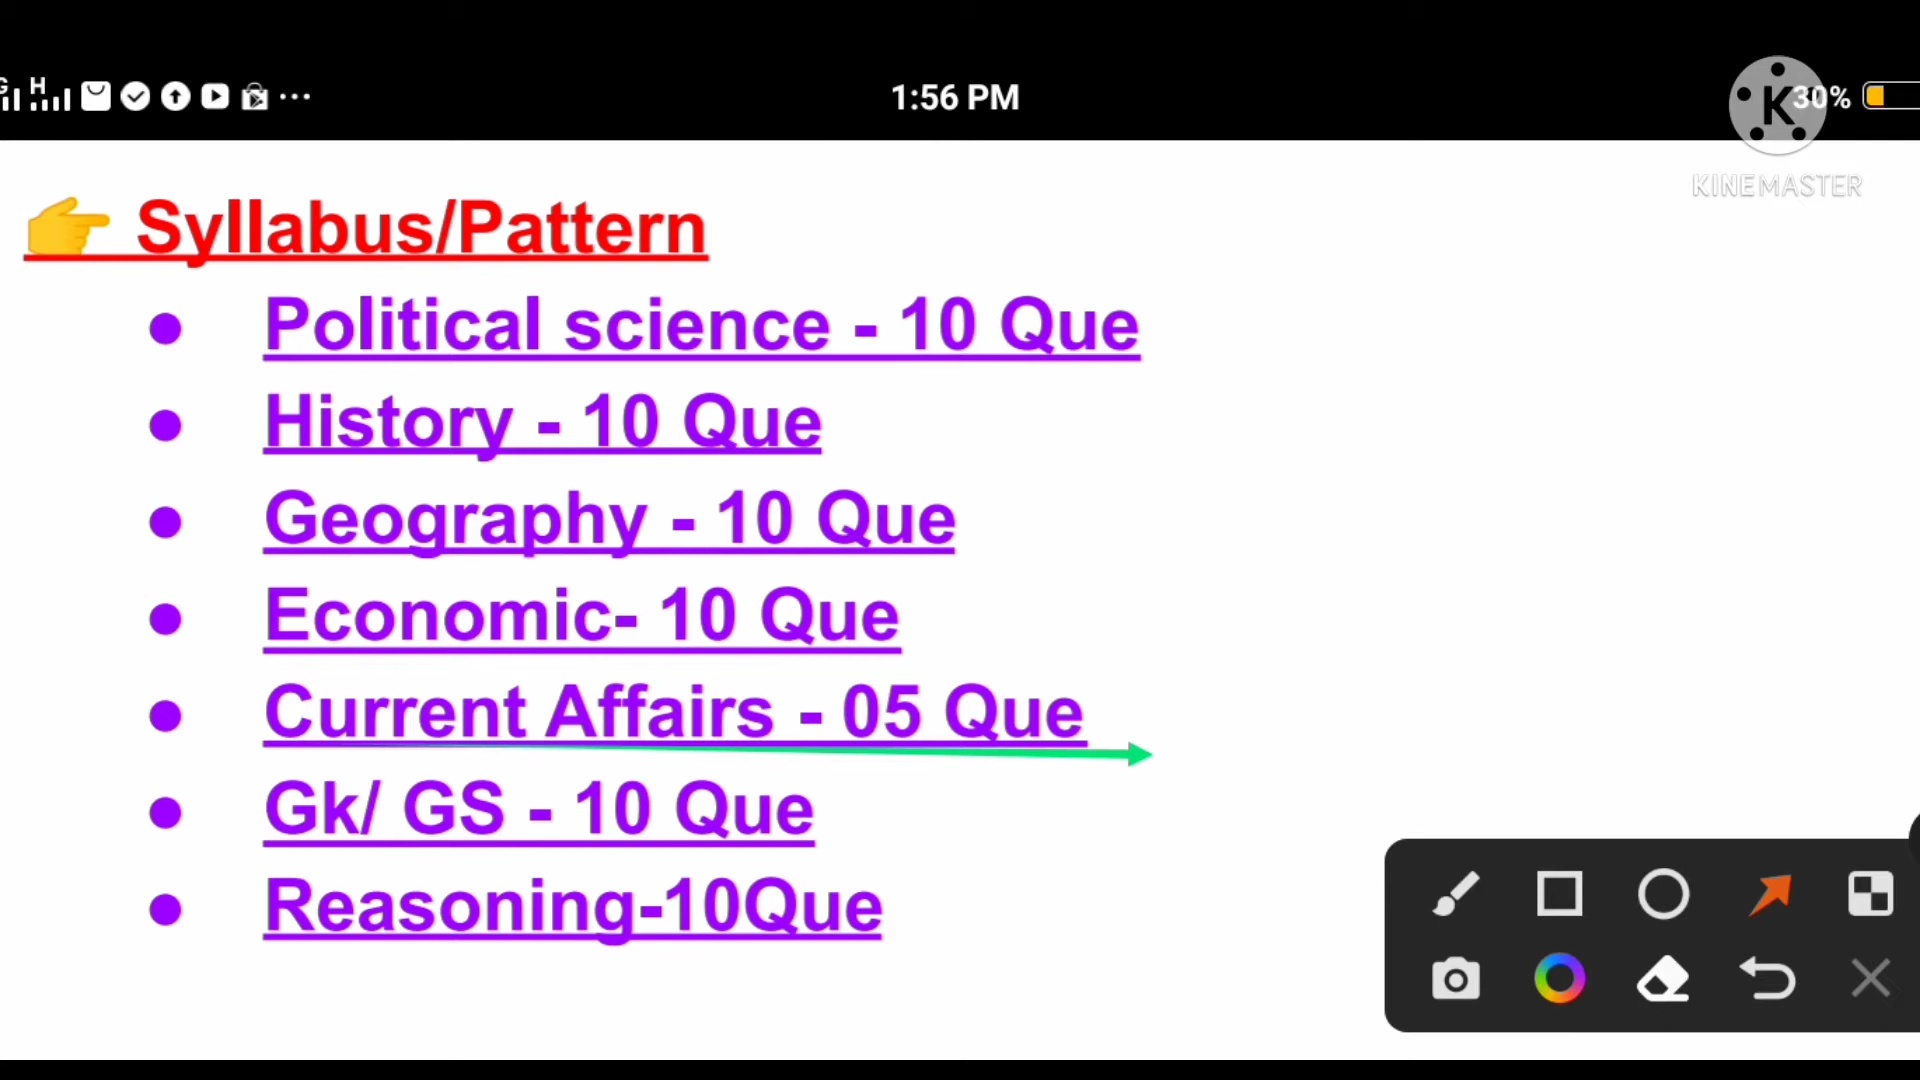 H
1:56 PM
30%
K
KINEMASTER
👉 Syllabus/Pattern
● Political science - 10 Que
● History - 10 Que
● Geography - 10 Que
● Economic- 10 Que
● Current Affairs - 05 Que
● Gk/ GS - 10 Que
● Reasoning-10Que